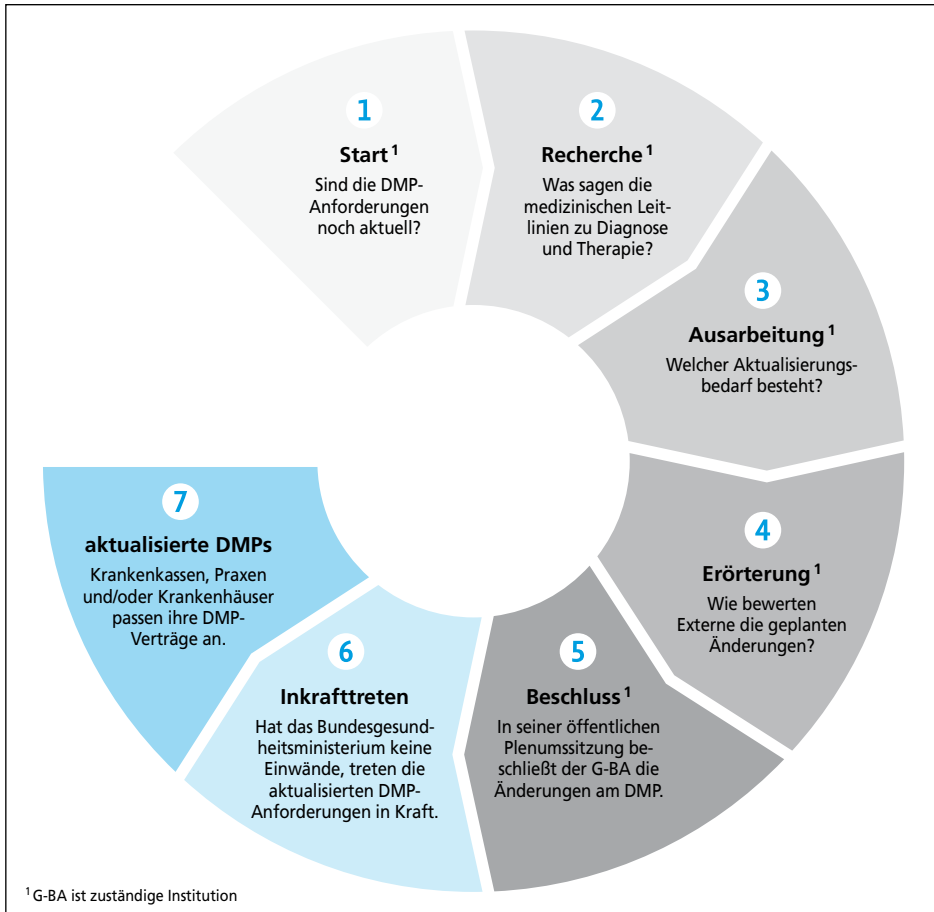 1
Start ¹
Sind die DMP-
Anforderungen
noch aktuell?
2
Recherche ¹
Was sagen die
medizinischen Leit-
linien zu Diagnose
und Therapie?
3
Ausarbeitung ¹
Welcher Aktualisierungs-
bedarf besteht?
4
Erörterung ¹
Wie bewerten
Externe die geplanten
Änderungen?
5
Beschluss ¹
In seiner öffentlichen
Plenumssitzung be-
schließt der G-BA die
Änderungen am DMP.
6
Inkrafttreten
Hat das Bundesgesund-
heitsministerium keine
Einwände, treten die
aktualisierten DMP-
Anforderungen in Kraft.
7
aktualisierte DMPs
Krankenkassen, Praxen
und/oder Krankenhäuser
passen ihre DMP-
Verträge an.
¹ G-BA ist zuständige Institution